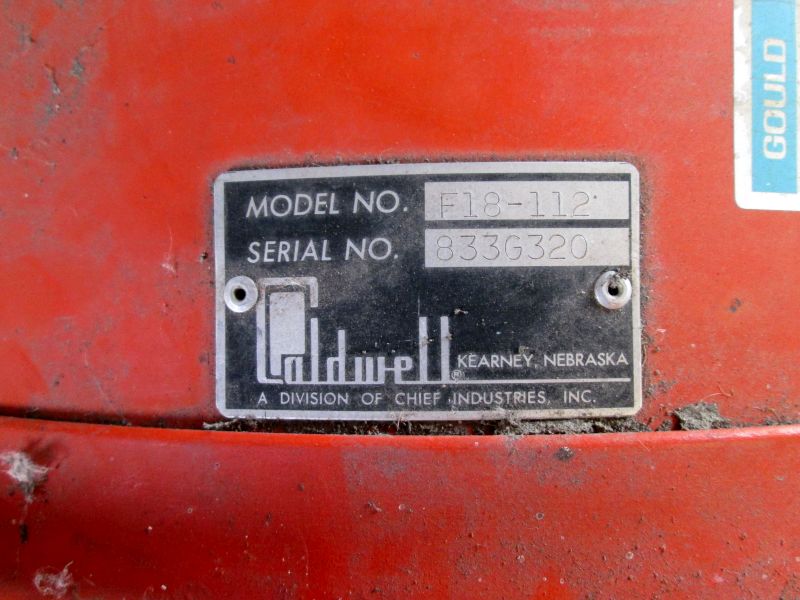 MODEL NO. F18-112
SERIAL NO. 833G320
Caldwell®
KEARNEY, NEBRASKA
A DIVISION OF CHIEF INDUSTRIES, INC.
GOULD